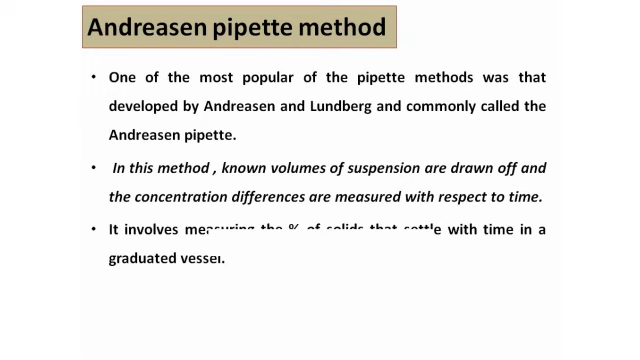 Andreasen pipette method
• One of the most popular of the pipette methods was that
developed by Andreasen and Lundberg and commonly called the
Andreasen pipette.
• In this method , known volumes of suspension are drawn off and
the concentration differences are measured with respect to time.
• It involves measuring the % of solids that settle with time in a
graduated vessel.